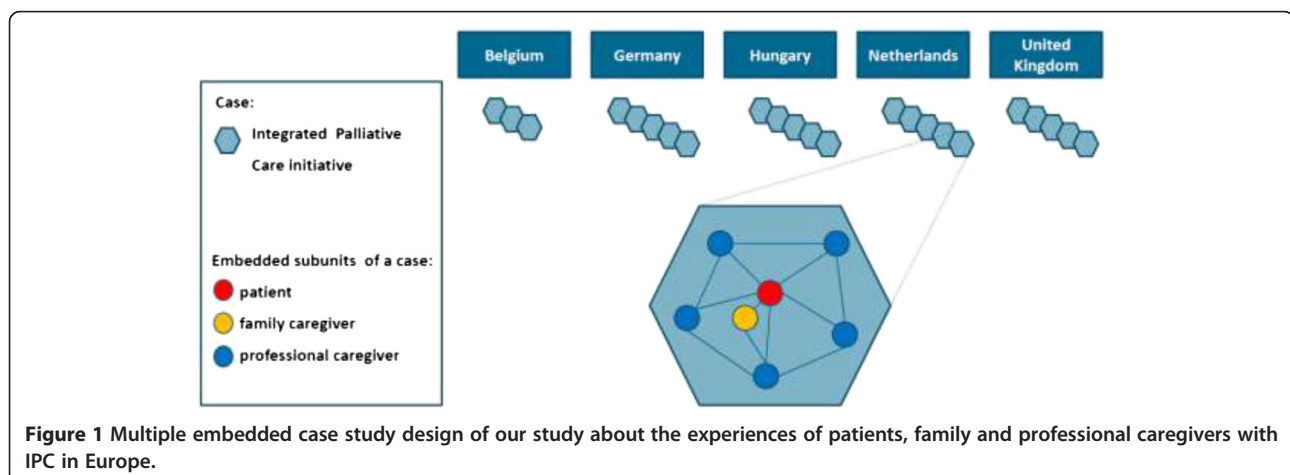 Belgium
Germany
Hungary
Netherlands
United
Kingdom
Case:
Integrated Palliative
Care initiative
Embedded subunits of a case:
patient
family caregiver
professional caregiver
Figure 1 Multiple embedded case study design of our study about the experiences of patients, family and professional caregivers with
IPC in Europe.